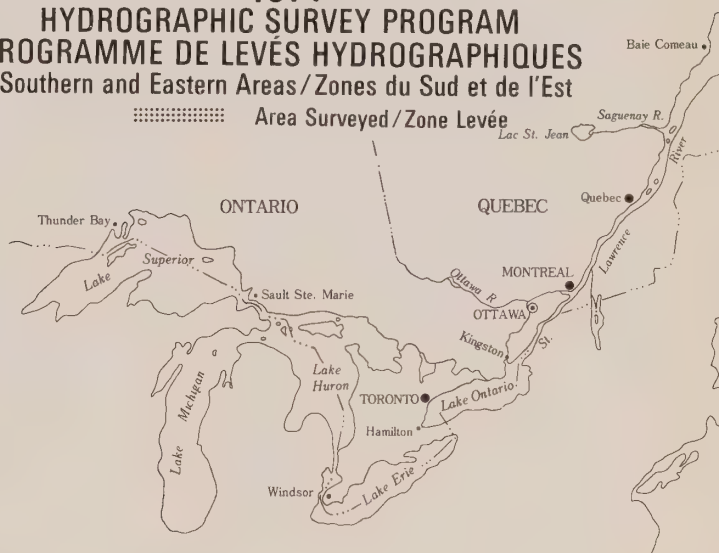 HYDROGRAPHIC SURVEY PROGRAM
ROGRAMME DE LEVÉS HYDROGRAPHIQUES
Southern and Eastern Areas/Zones du Sud et de l'Est
Area Surveyed/Zone Levée
Baie Comeau
Saguenay R.
Lac St. Jean
River
Thunder Bay
ONTARIO
QUEBEC
Quebec
Lawrence
Superior
Lake
Ottawa R
MONTREAL
Sault Ste. Marie
OTTAWA
Kingston
St.
Lake
Huron
Michigan
Lake
TORONTO
Lake Ontario
Hamilton
Windsor
Lake Erie